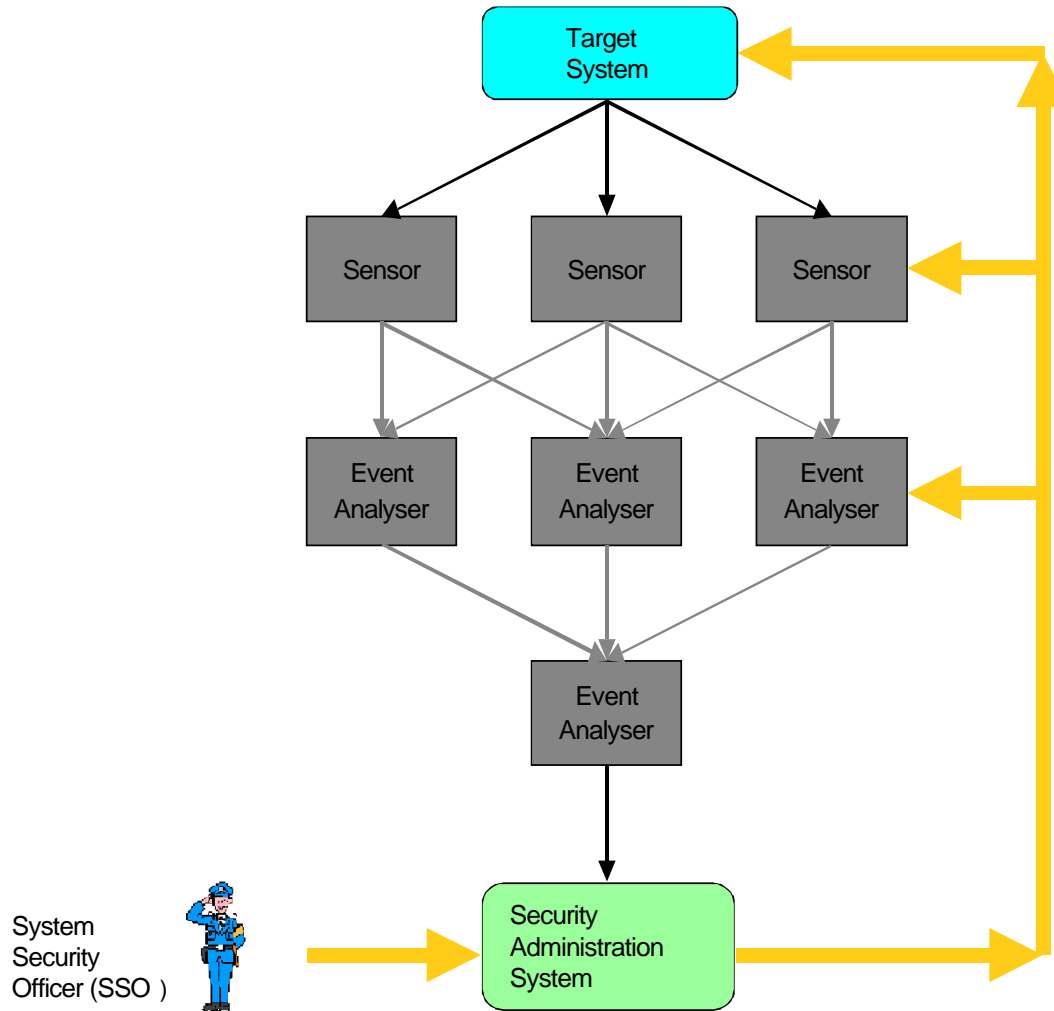 Target
System
Sensor
Sensor
Sensor
Event
Analyser
Event
Analyser
Event
Analyser
Event
Analyser
Security
Administration
System
System
Security
Officer (SSO )